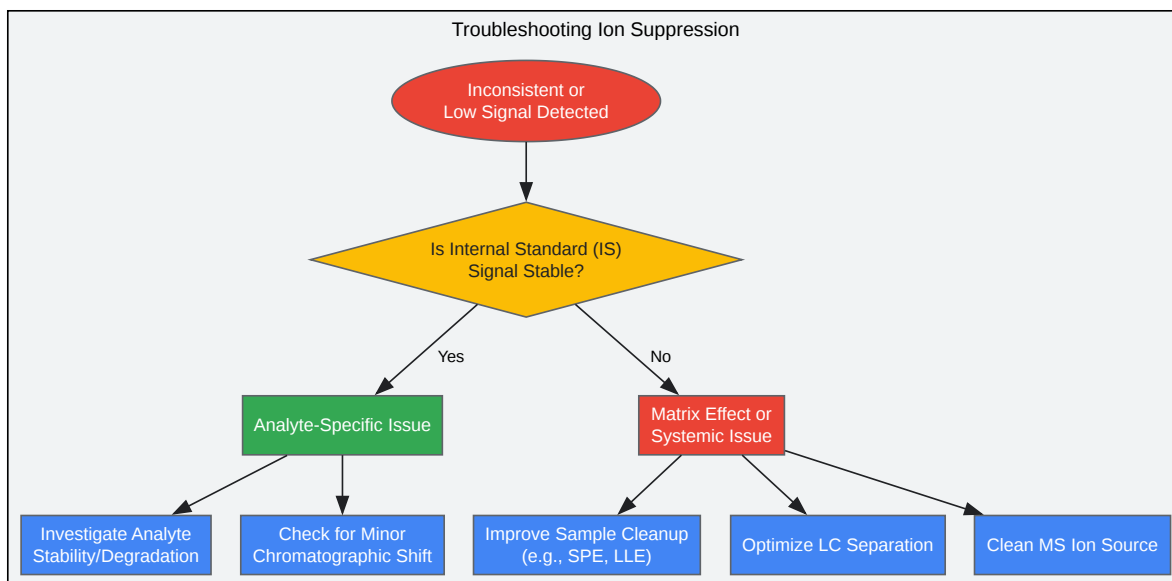 Troubleshooting Ion Suppression
Inconsistent or
Low Signal Detected
Is Internal Standard (IS)
Signal Stable?
Yes
No
Analyte-Specific Issue
Matrix Effect or
Systemic Issue
Investigate Analyte
Stability/Degradation
Check for Minor
Chromatographic Shift
Improve Sample Cleanup
(e.g., SPE, LLE)
Optimize LC Separation
Clean MS Ion Source